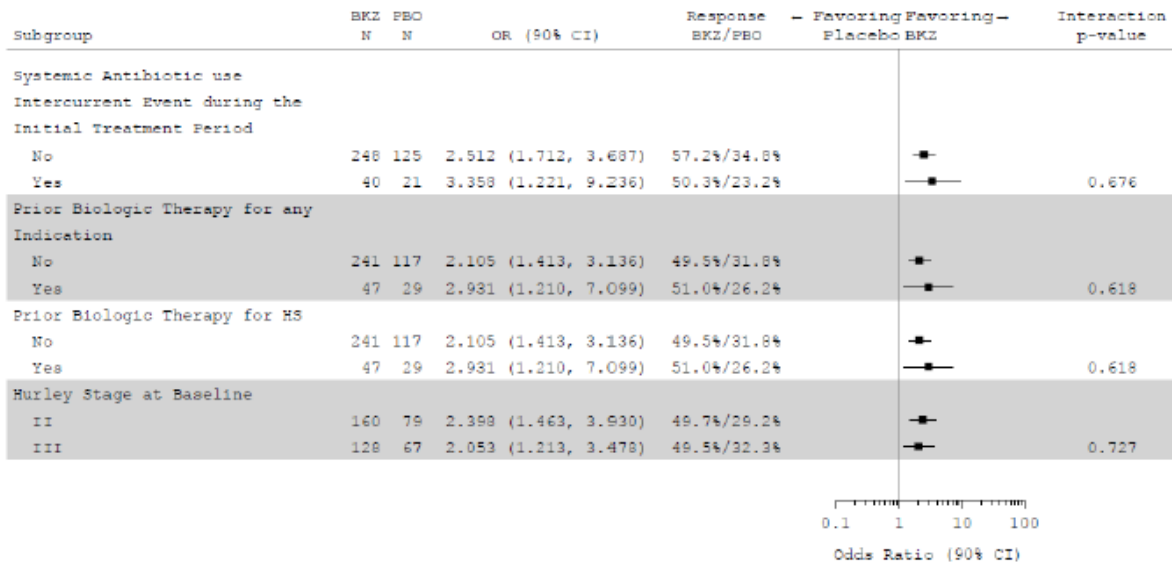 BKZ PBO Response ← Favoring Favoring→ Interaction
Subgroup N N OR (90% CI) BKZ/PBO Placebo BKZ p-value
Systemic Antibiotic use
Intercurrent Event during the
Initial Treatment Period
No 248 125 2.512 (1.712, 3.687) 57.2%/34.8%
Yes 40 21 3.358 (1.221, 9.236) 50.3%/23.2% 0.676
Prior Biologic Therapy for any
Indication
No 241 117 2.105 (1.413, 3.136) 49.5%/31.8%
Yes 47 29 2.931 (1.210, 7.099) 51.0%/26.2% 0.618
Prior Biologic Therapy for HS
No 241 117 2.105 (1.413, 3.136) 49.5%/31.8%
Yes 47 29 2.931 (1.210, 7.099) 51.0%/26.2% 0.618
Hurley Stage at Baseline
II 160 79 2.398 (1.463, 3.930) 49.7%/29.2%
III 128 67 2.053 (1.213, 3.478) 49.5%/32.3% 0.727
0.1 1 10 100
Odds Ratio (90% CI)